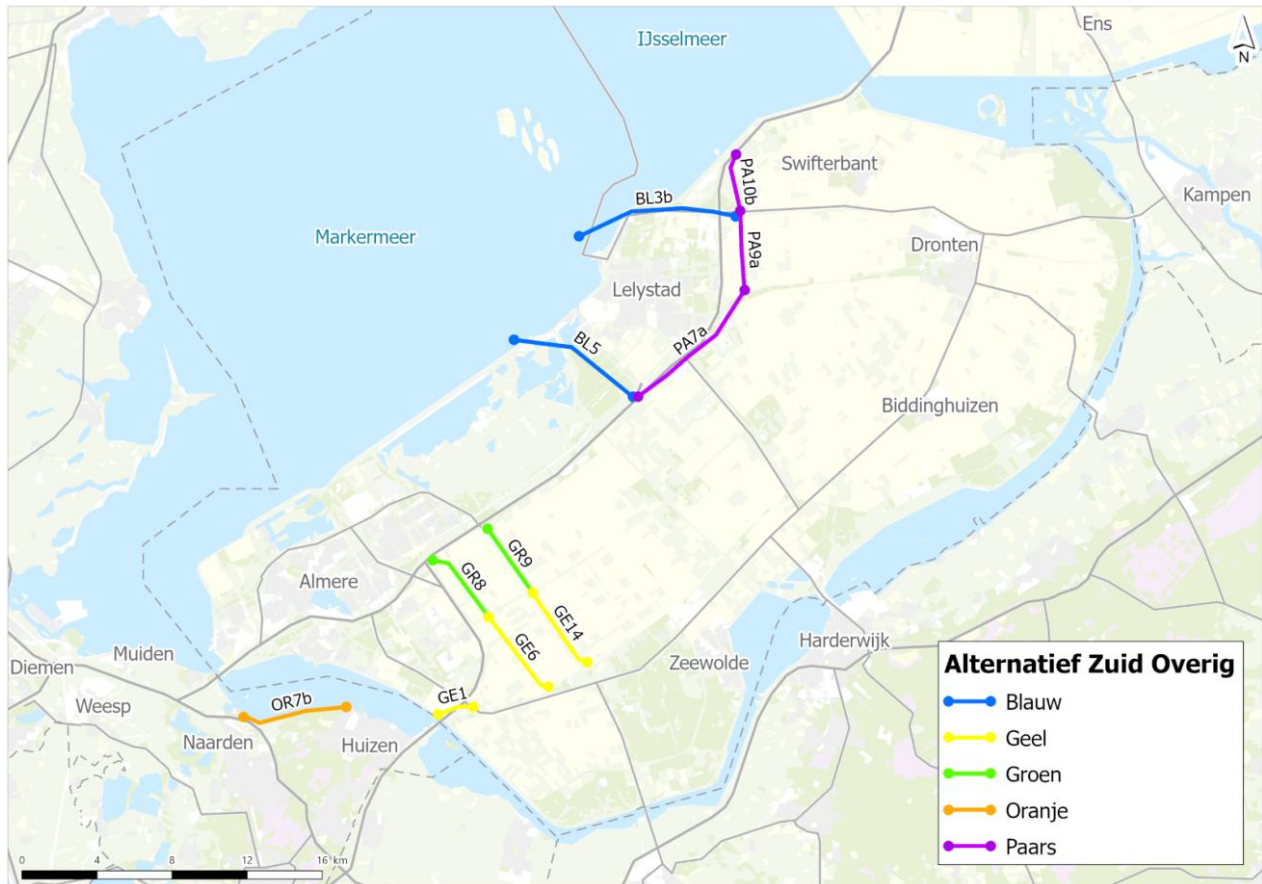 Ens
IJsselmeer
N
Swifterbant
PA10b
Kampen
BL3b
Markermeer
Dronten
PA9a
Lelystad
PA7a
BL5
Biddinghuizen
GR9
GR8
Almere
GE14
GE6
Harderwijk
Zeewolde
Muiden
Diemen
Weesp
OR7b
GE1
Naarden
Huizen
Alternatief Zuid Overig
Blauw
Geel
Groen
Oranje
Paars
0 4 8 12 16 km